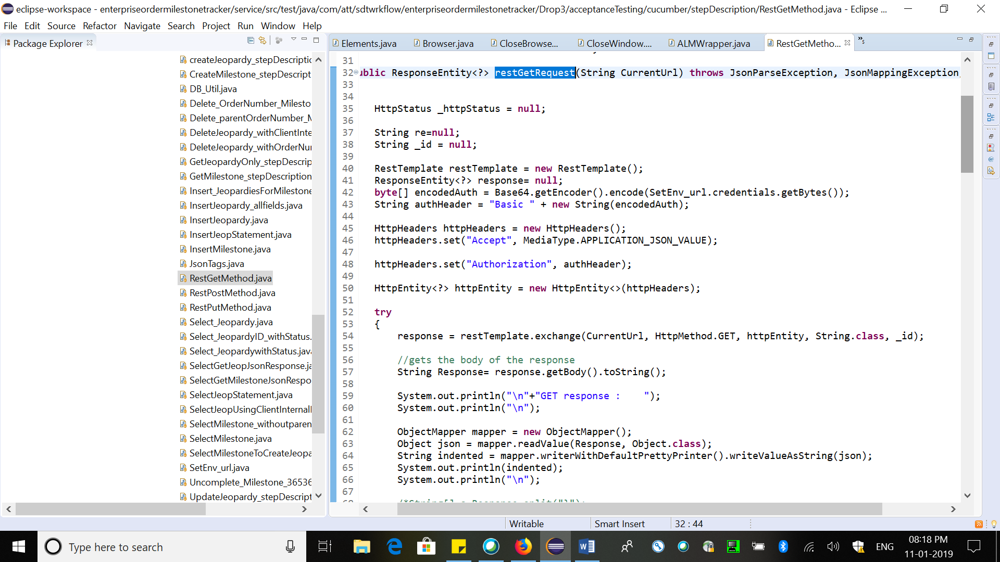 eclipse-workspace - enterpriseordermilestonetracker/service/src/test/java/com/att/sdtwrkflow/enterpriseordermilestonetracker/Drop3/acceptanceTesting/cucumber/stepDescription/RestGetMethod.java - Eclipse ...
File Edit Source Refactor Navigate Search Project Run Window Help
Package Explorer
createJeopardy_stepDescriptic
CreateMilestone_stepDescript
DB_Util.java
Delete_OrderNumber_Milesto
Delete_parentOrderNumber_M
DeleteJeopardy_withClientInte
DeleteJeopardy_withOrderNu
GetJeopardyOnly_stepDescrip
GetMilestone_stepDescription
Insert_JeopardiesForMilestone
InsertJeopardy_allfields.java
InsertJeopardy.java
InsertJeopStatement.java
InsertMilestone.java
JsonTags.java
RestGetMethod.java
RestPostMethod.java
RestPutMethod.java
Select_Jeopardy.java
Select_JeopardyID_withStatus.
Select_JeopardywithStatus.java
SelectGetJeopJsonResponse.ja
SelectGetMilestoneJsonRespo
SelectJeopStatement.java
SelectJeopUsingClientInternalI
SelectMilestone_withoutparen
SelectMilestone.java
SelectMilestoneToCreateJeopa
SetEnv_url.java
Uncomplete_Milestone_36536
UpdateJeopardy_stepDescript
Elements.java Browser.java CloseBrowse... CloseWindow.... ALMWrapper.java RestGetMetho... »5
31
32 ublic ResponseEntity<?> restGetRequest(String CurrentUrl) throws JsonParseException, JsonMappingException,
33
34
35 HttpStatus _httpStatus = null;
36
37 String re=null;
38 String _id = null;
39
40 RestTemplate restTemplate = new RestTemplate();
41 ResponseEntity<?> response= null;
42 byte[] encodedAuth = Base64.getEncoder().encode(SetEnv_url.credentials.getBytes());
43 String authHeader = "Basic " + new String(encodedAuth);
44
45 HttpHeaders httpHeaders = new HttpHeaders();
46 httpHeaders.set("Accept", MediaType.APPLICATION_JSON_VALUE);
47
48 httpHeaders.set("Authorization", authHeader);
49
50 HttpEntity<?> httpEntity = new HttpEntity<>(httpHeaders);
51
52 try
53 {
54 response = restTemplate.exchange(CurrentUrl, HttpMethod.GET, httpEntity, String.class, _id);
55
56 //gets the body of the response
57 String Response= response.getBody().toString();
58
59 System.out.println("\n"+"GET response :    ");
60 System.out.println("\n");
61
62 ObjectMapper mapper = new ObjectMapper();
63 Object json = mapper.readValue(Response, Object.class);
64 String indented = mapper.writerWithDefaultPrettyPrinter().writeValueAsString(json);
65 System.out.println(indented);
66 System.out.println("\n");
67
Writable Smart Insert 32 : 44
Type here to search
ENG
08:18 PM
11-01-2019